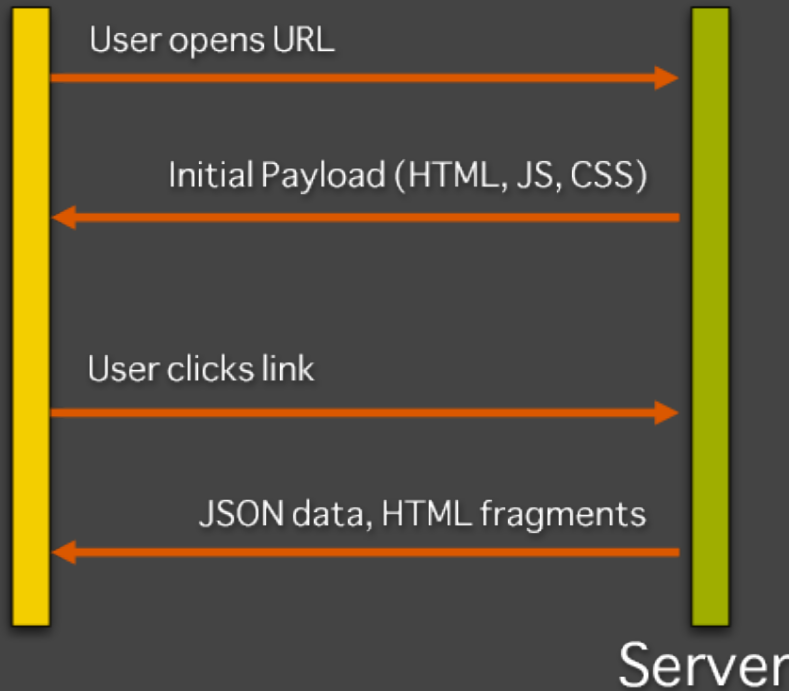 User opens URL
Initial Payload (HTML, JS, CSS)
User clicks link
JSON data, HTML fragments
Server